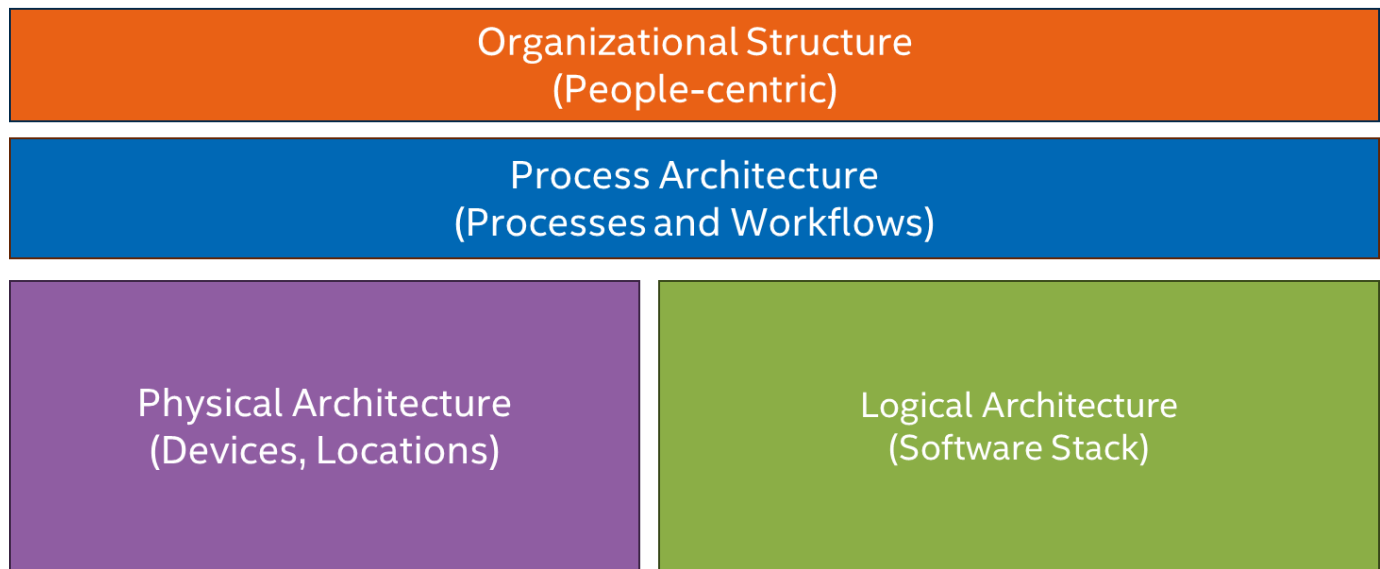 Organizational Structure
(People-centric)
Process Architecture
(Processes and Workflows)
Physical Architecture
(Devices, Locations)
Logical Architecture
(Software Stack)